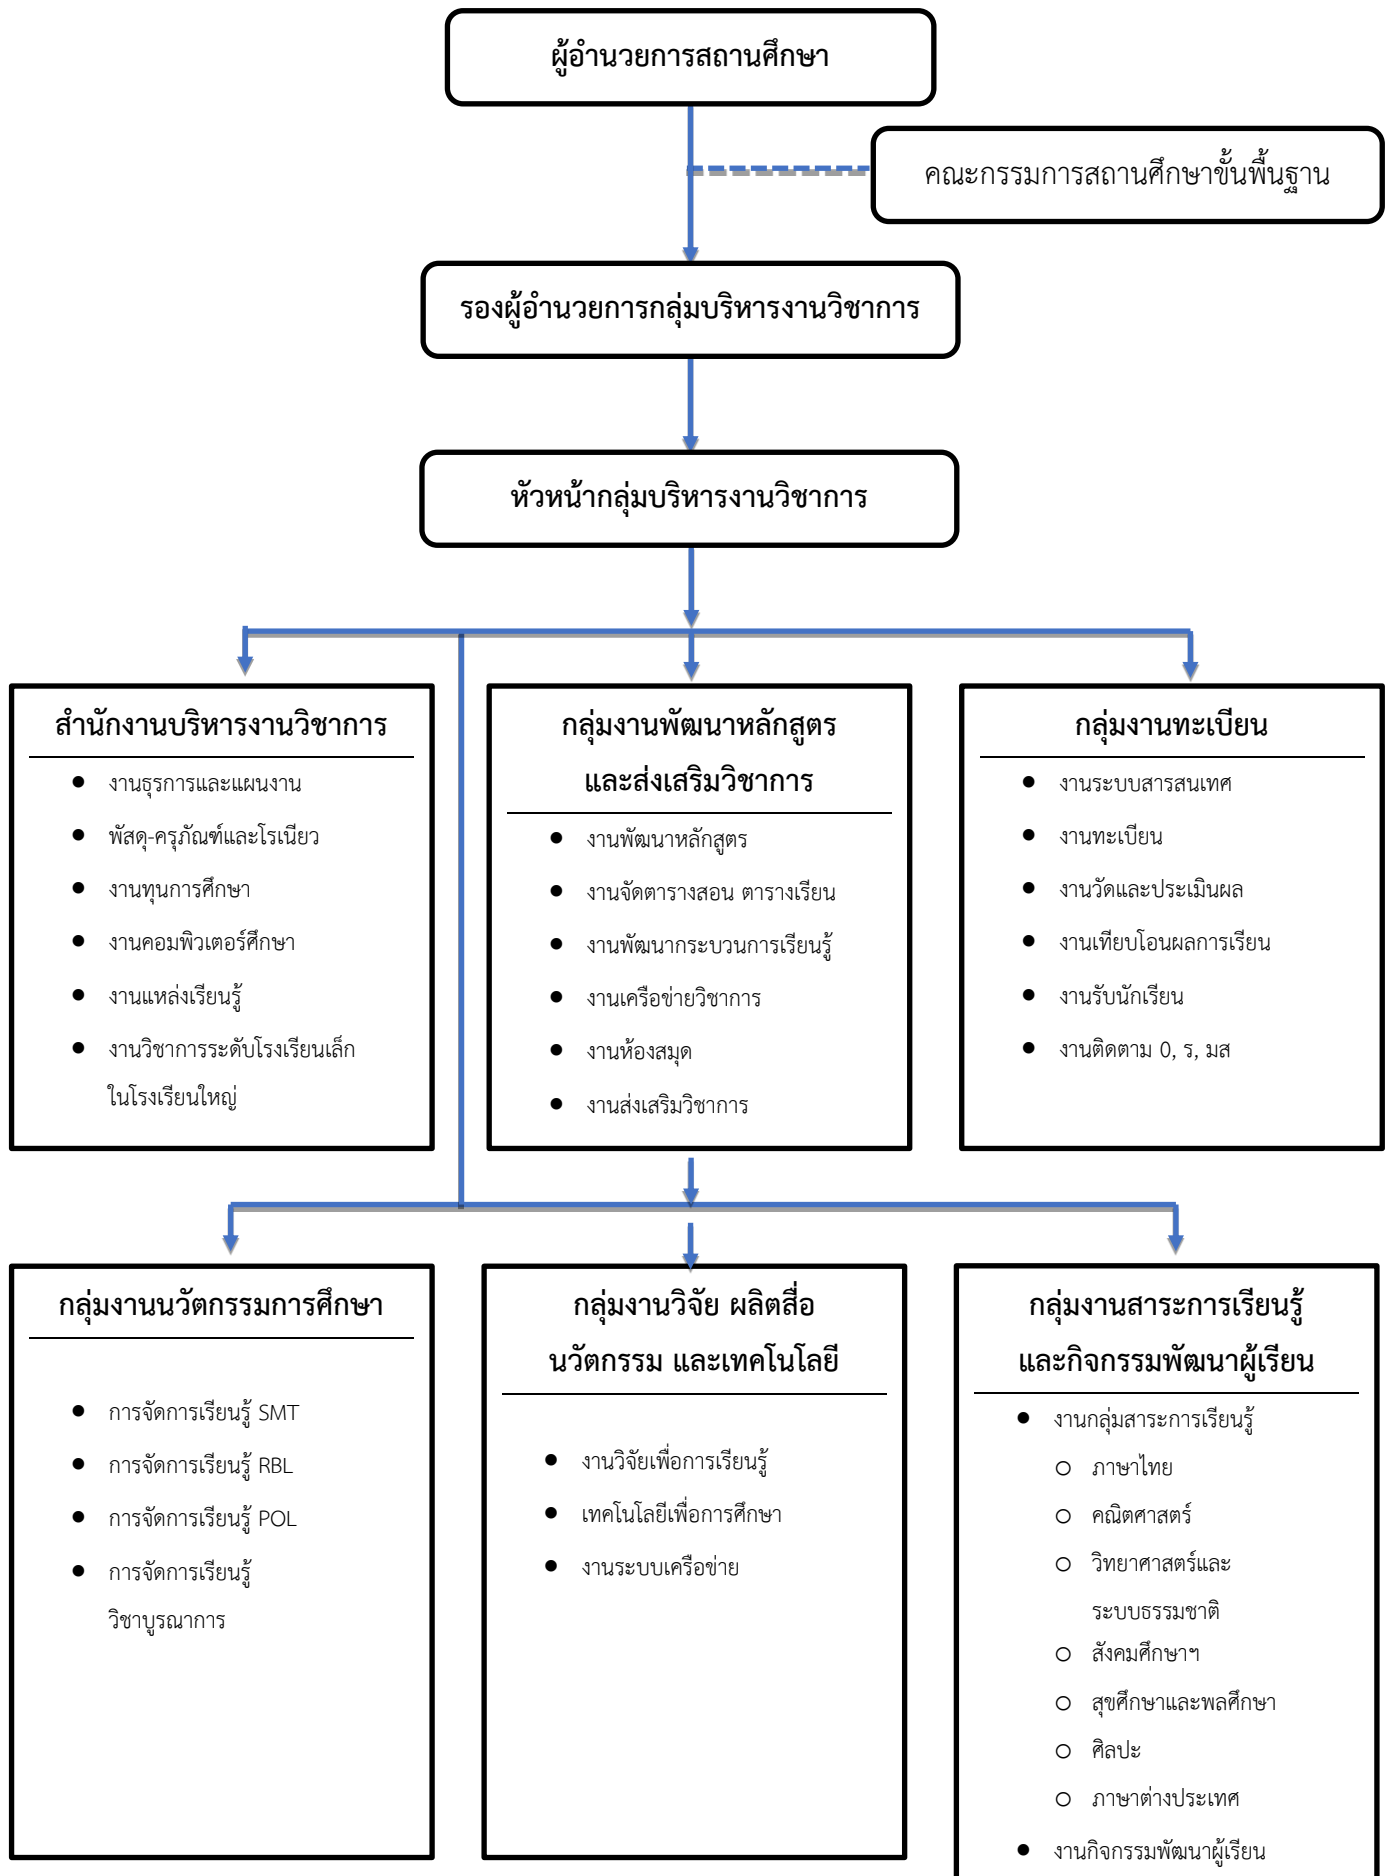 ผู้อำนวยการสถานศึกษา
คณะกรรมการสถานศึกษาขั้นพื้นฐาน
รองผู้อำนวยการกลุ่มบริหารงานวิชาการ
หัวหน้ากลุ่มบริหารงานวิชาการ
สำนักงานบริหารงานวิชาการ
● งานธุรการและแผนงาน
● พัสดุ-ครุภัณฑ์และโรเนียว
● งานทุนการศึกษา
● งานคอมพิวเตอร์ศึกษา
● งานแหล่งเรียนรู้
● งานวิชาการระดับโรงเรียนเล็ก
ในโรงเรียนใหญ่
กลุ่มงานพัฒนาหลักสูตร
และส่งเสริมวิชาการ
● งานพัฒนาหลักสูตร
● งานจัดตารางสอน ตารางเรียน
● งานพัฒนากระบวนการเรียนรู้
● งานเครือข่ายวิชาการ
● งานห้องสมุด
● งานส่งเสริมวิชาการ
กลุ่มงานทะเบียน
● งานระบบสารสนเทศ
● งานทะเบียน
● งานวัดและประเมินผล
● งานเทียบโอนผลการเรียน
● งานรับนักเรียน
● งานติดตาม 0, ร, มส
กลุ่มงานนวัตกรรมการศึกษา
● การจัดการเรียนรู้ SMT
● การจัดการเรียนรู้ RBL
● การจัดการเรียนรู้ POL
● การจัดการเรียนรู้
วิชาบูรณาการ
กลุ่มงานวิจัย ผลิตสื่อ
นวัตกรรม และเทคโนโลยี
● งานวิจัยเพื่อการเรียนรู้
● เทคโนโลยีเพื่อการศึกษา
● งานระบบเครือข่าย
กลุ่มงานสาระการเรียนรู้
และกิจกรรมพัฒนาผู้เรียน
● งานกลุ่มสาระการเรียนรู้
o ภาษาไทย
o คณิตศาสตร์
o วิทยาศาสตร์และ
ระบบธรรมชาติ
o สังคมศึกษาฯ
o สุขศึกษาและพลศึกษา
o ศิลปะ
o ภาษาต่างประเทศ
● งานกิจกรรมพัฒนาผู้เรียน